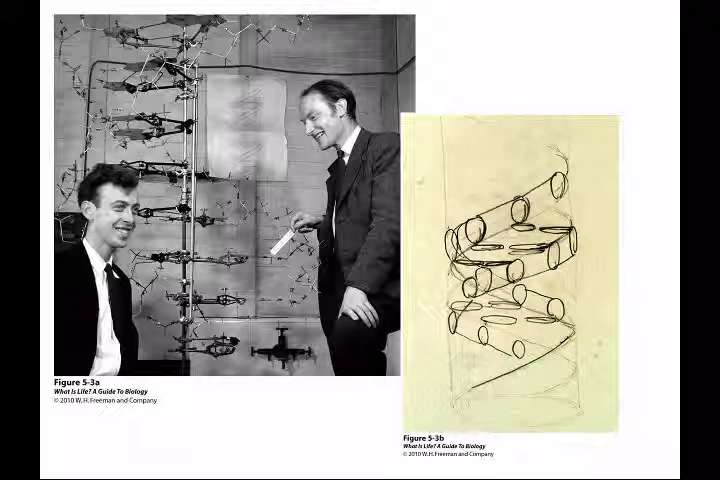 Figure 5-3a
What Is Life? A Guide To Biology
© 2010 W. H. Freeman and Company
Figure 5-3b
What Is Life? A Guide To Biology
© 2010 W. H. Freeman and Company